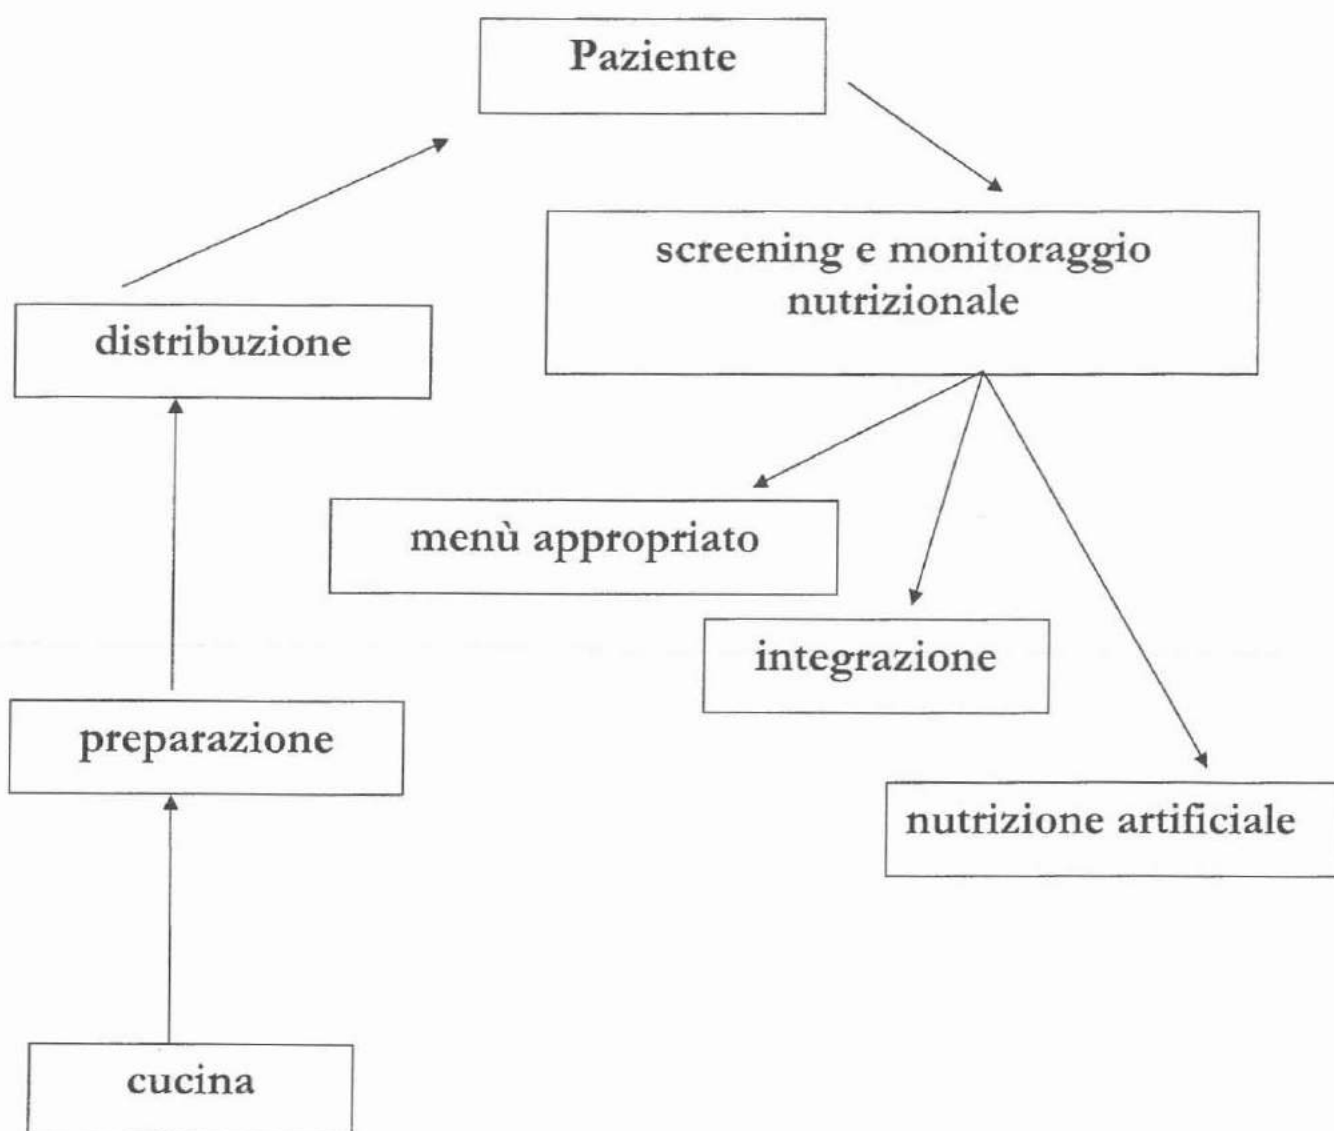 Paziente
screening e monitoraggio
nutrizionale
distribuzione
menù appropriato
integrazione
preparazione
nutrizione artificiale
cucina